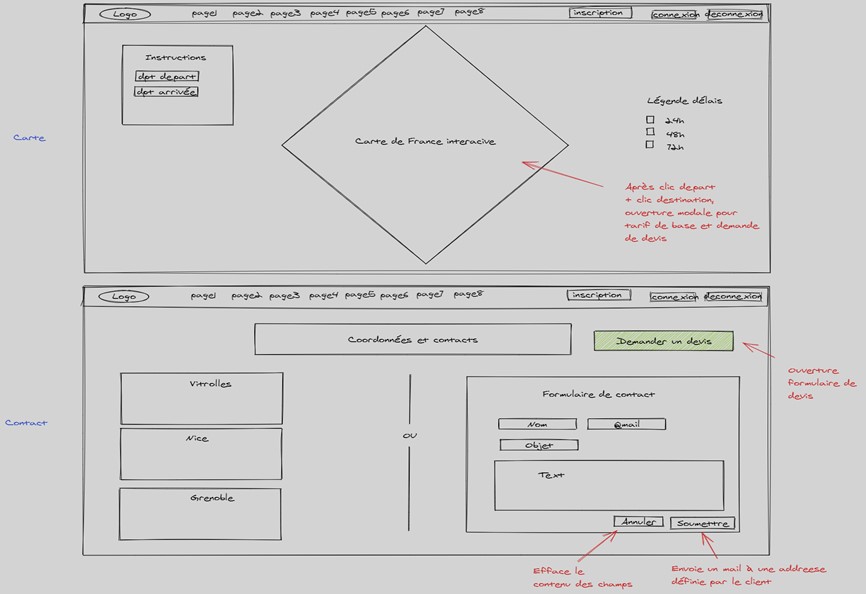 Logo page1 page2 page3 page4 page5 page6 page7 page8 inscription connexion deconnexion
Instructions
dpt depart
dpt arrivée
Carte
Carte de France interacive
Légende délais
24h
48h
72h
Après clic depart
+ clic destination,
ouverture modale pour
tarif de base et demande
de devis
Logo page1 page2 page3 page4 page5 page6 page7 page8 inscription connexion deconnexion
Coordonnées et contacts
Demander un devis
Ouverture
formulaire de
devis
Contact
Vitrolles
Nice
Grenoble
OU
Formulaire de contact
Nom @mail
Objet
Text
Annuler Soumettre
Efface le
contenu des champs
Envoie un mail à une addreese
définie par le client